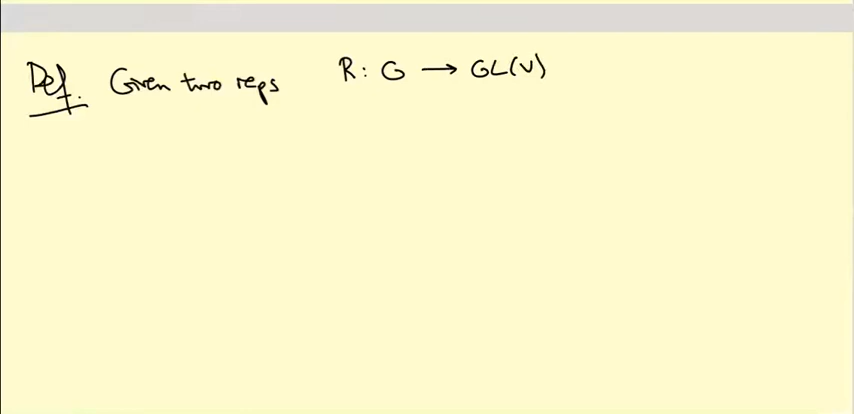 Def. Given two reps R: G → GL(V)